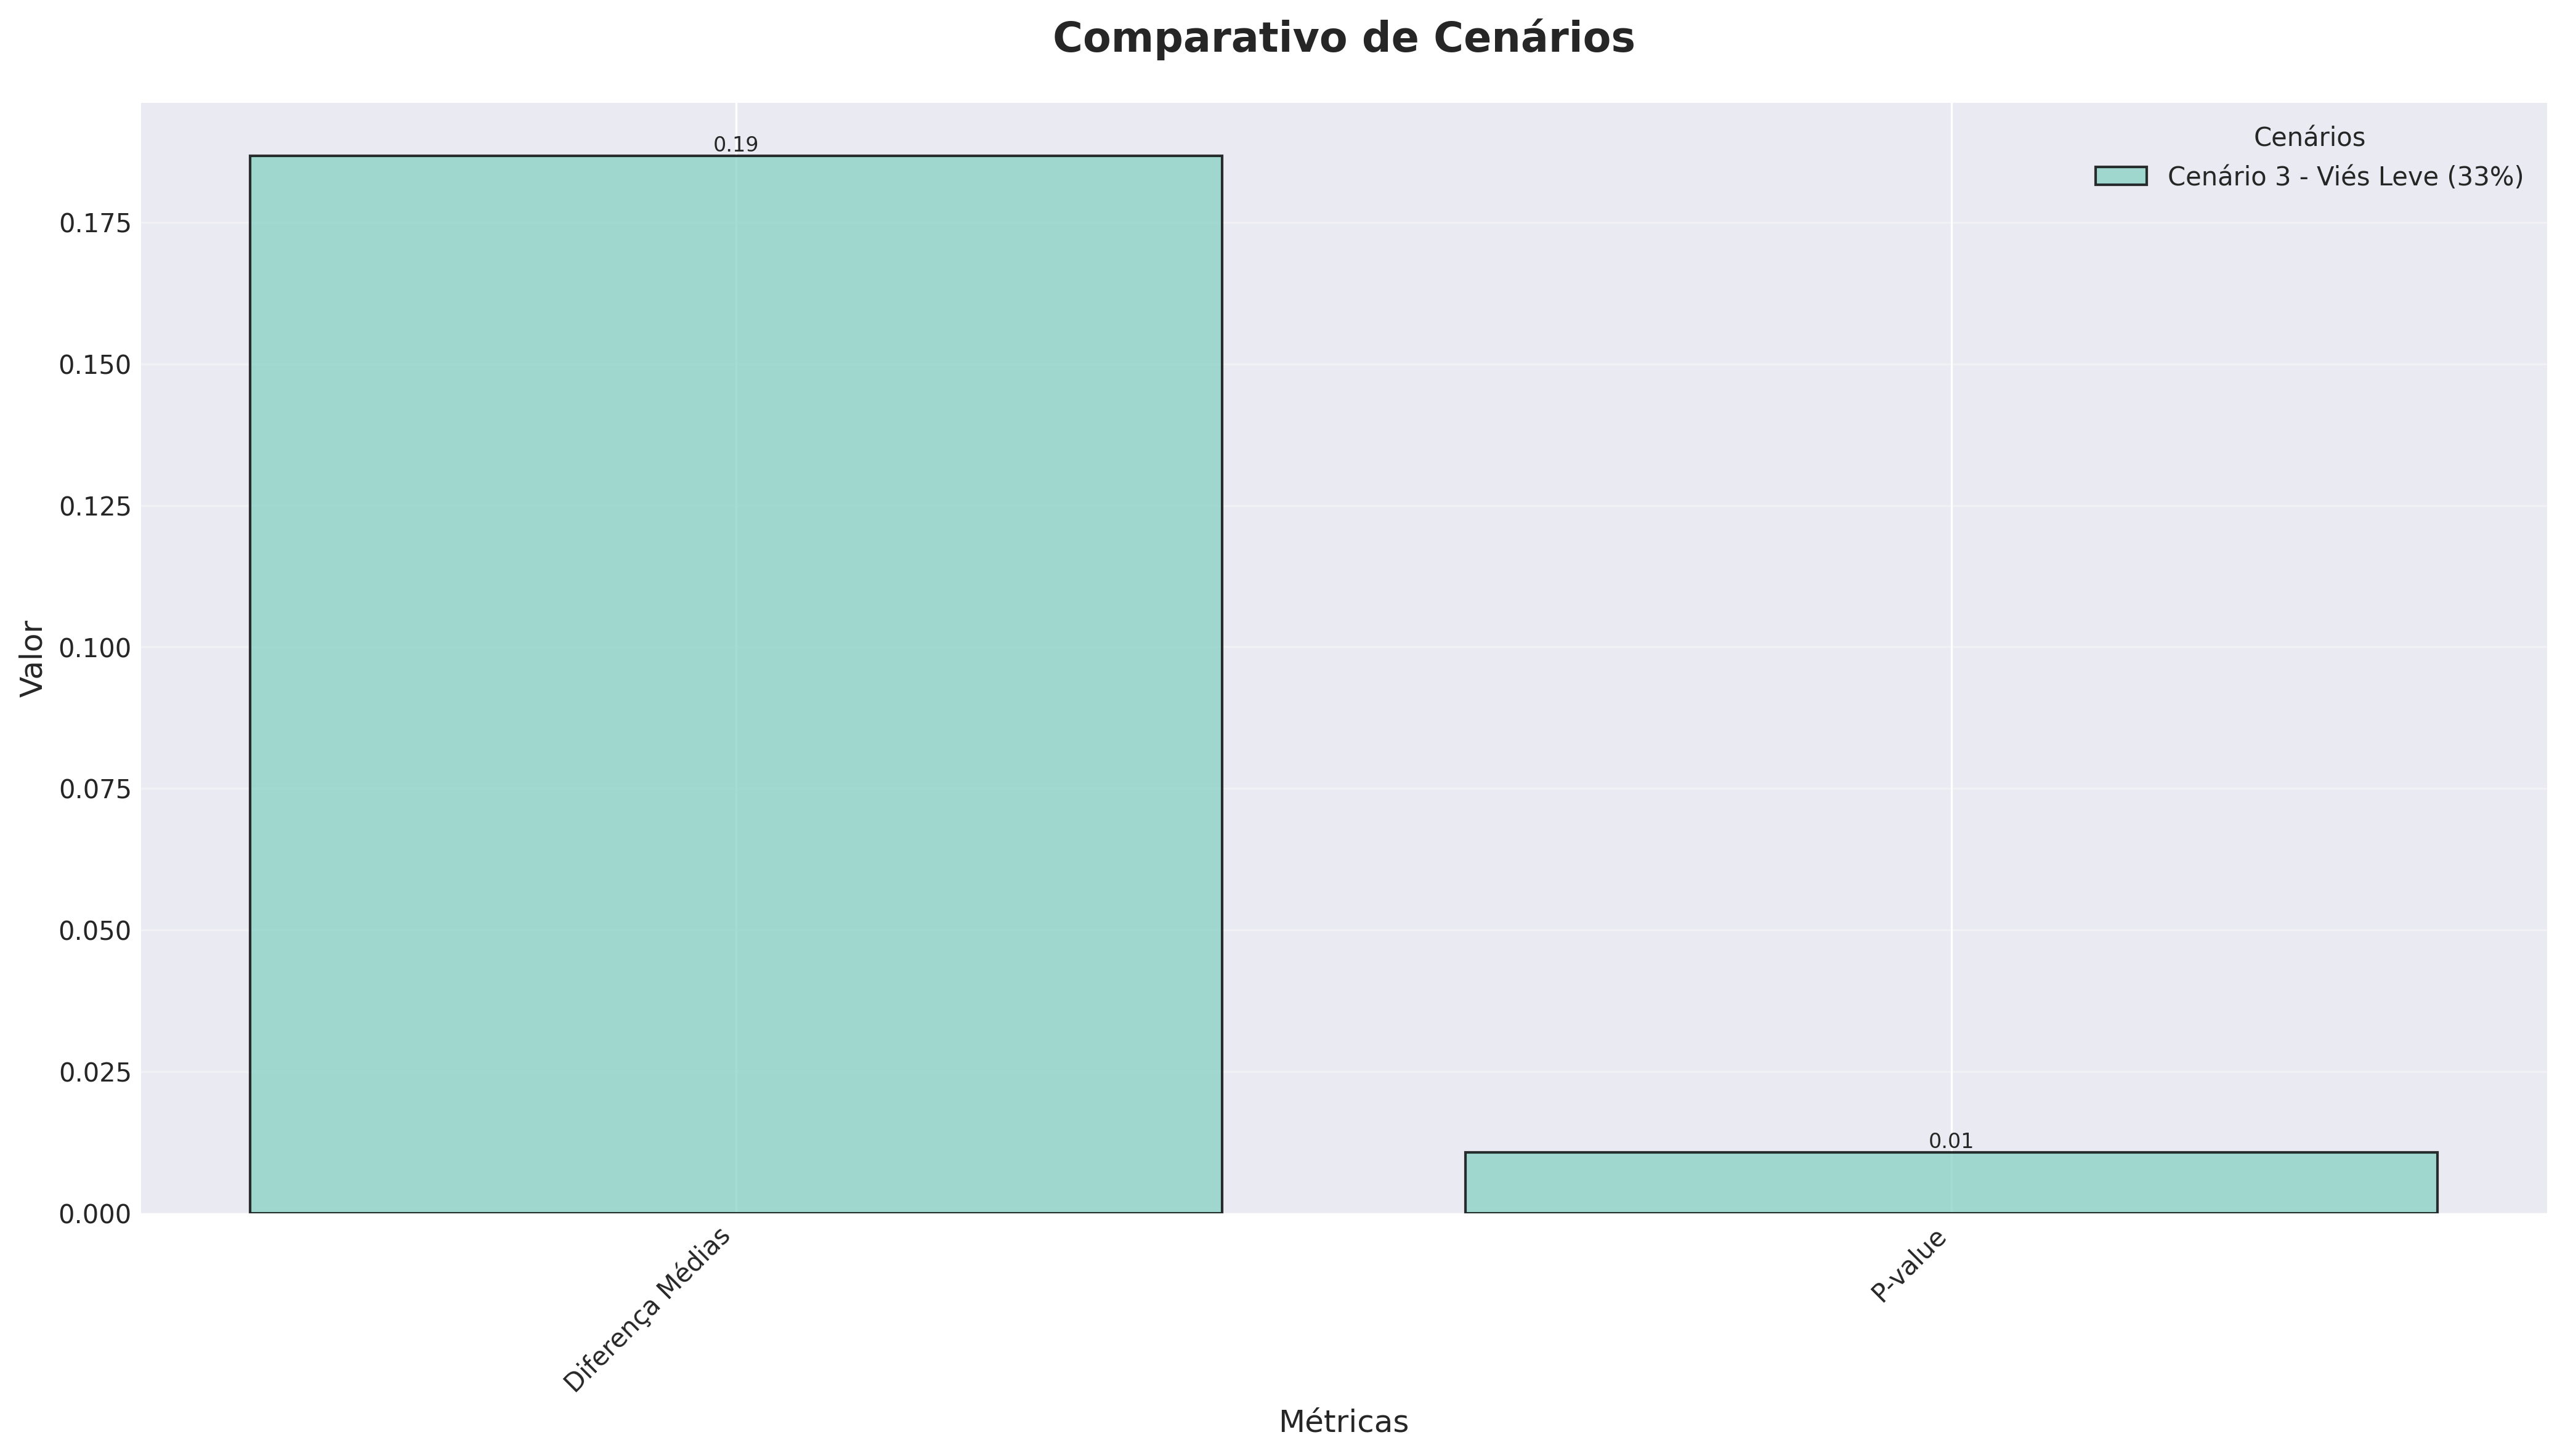 Comparativo de Cenários
Cenários
Cenário 3 - Viés Leve (33%)
0.19
0.01
Valor
0.175
0.150
0.125
0.100
0.075
0.050
0.025
0.000
Diferença Médias
P-value
Métricas